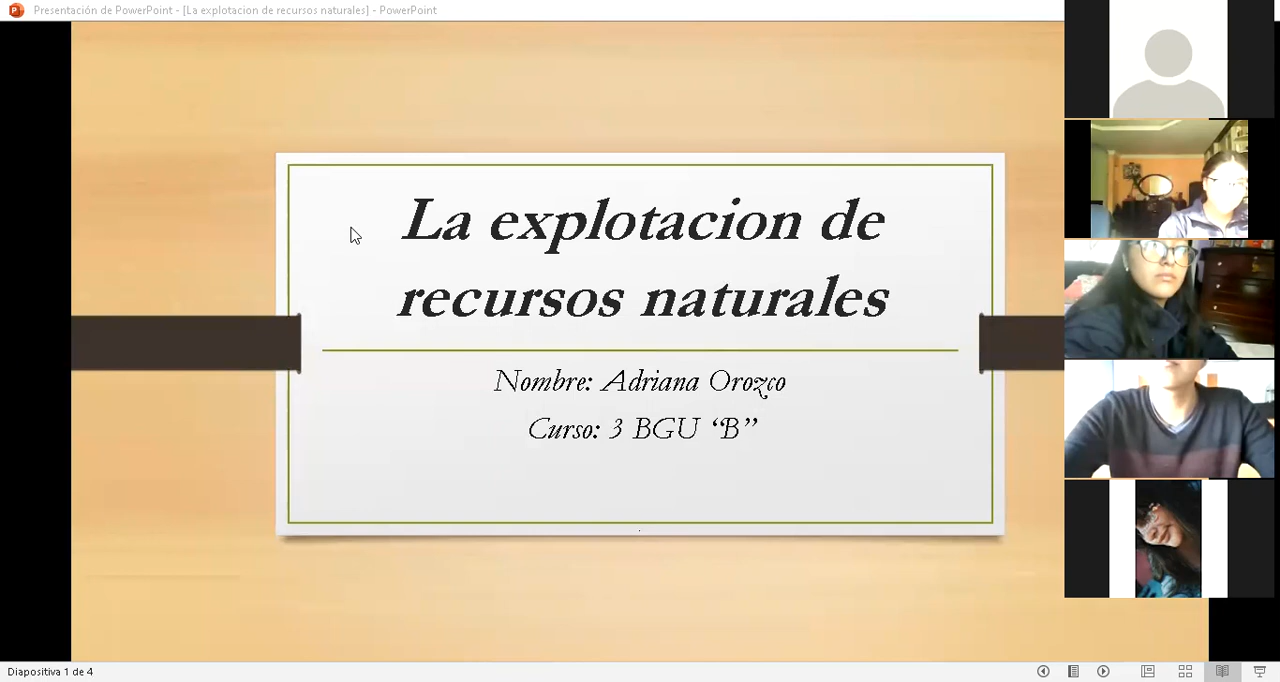 Presentación de PowerPoint - [La explotacion de recursos naturales] - PowerPoint
La explotacion de
recursos naturales
Nombre: Adriana Orozco
Curso: 3 BGU “B”
Diapositiva 1 de 4